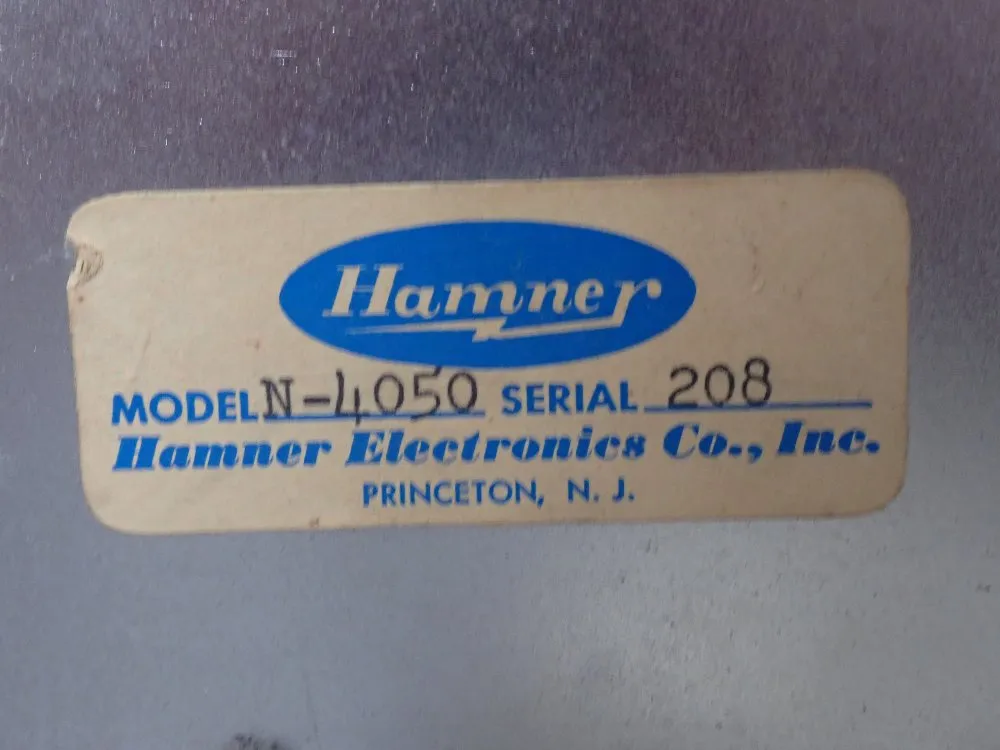 Hamner
MODEL N-4050 SERIAL 208
Hamner Electronics Co., Inc.
PRINCETON, N. J.